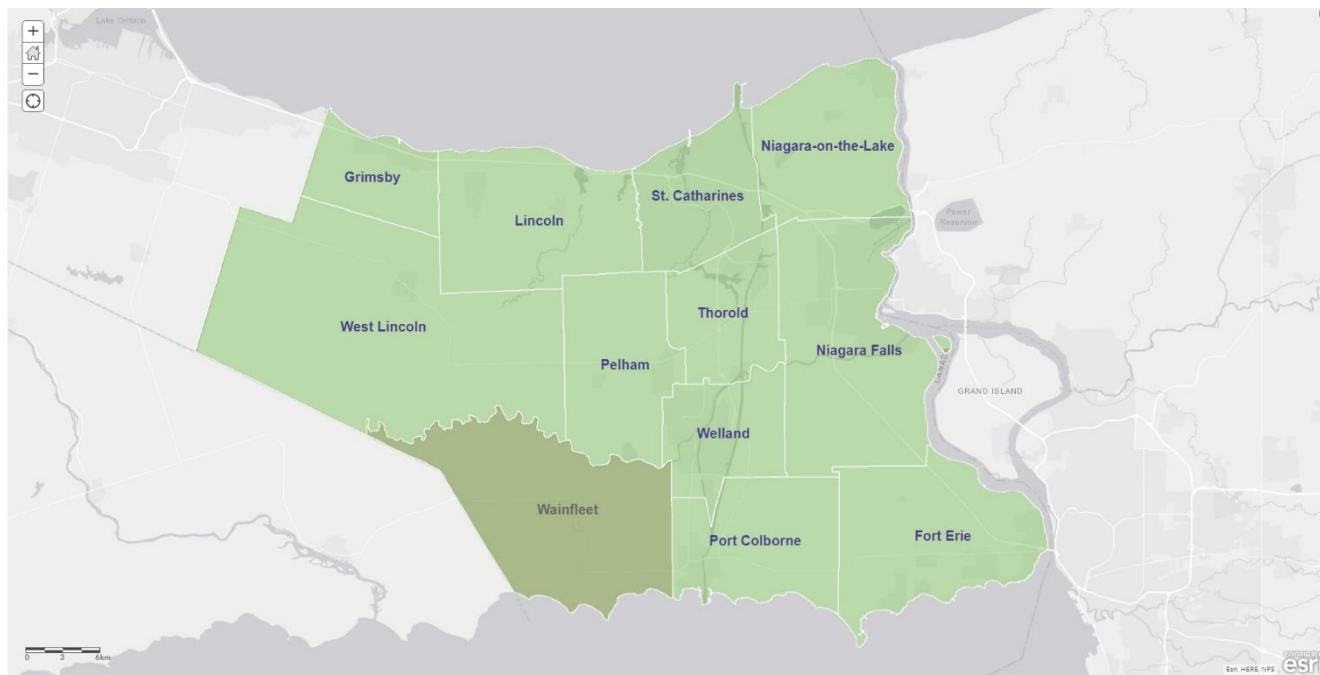 +
−
Lake Ontario
Niagara-on-the-Lake
Grimsby
St. Catharines
Lincoln
Power
Reservoir
West Lincoln
Thorold
Niagara Falls
Pelham
GRAND ISLAND
Welland
Wainfleet
Port Colborne
Fort Erie
0 3 6km
Esri, HERE, NPS
esri